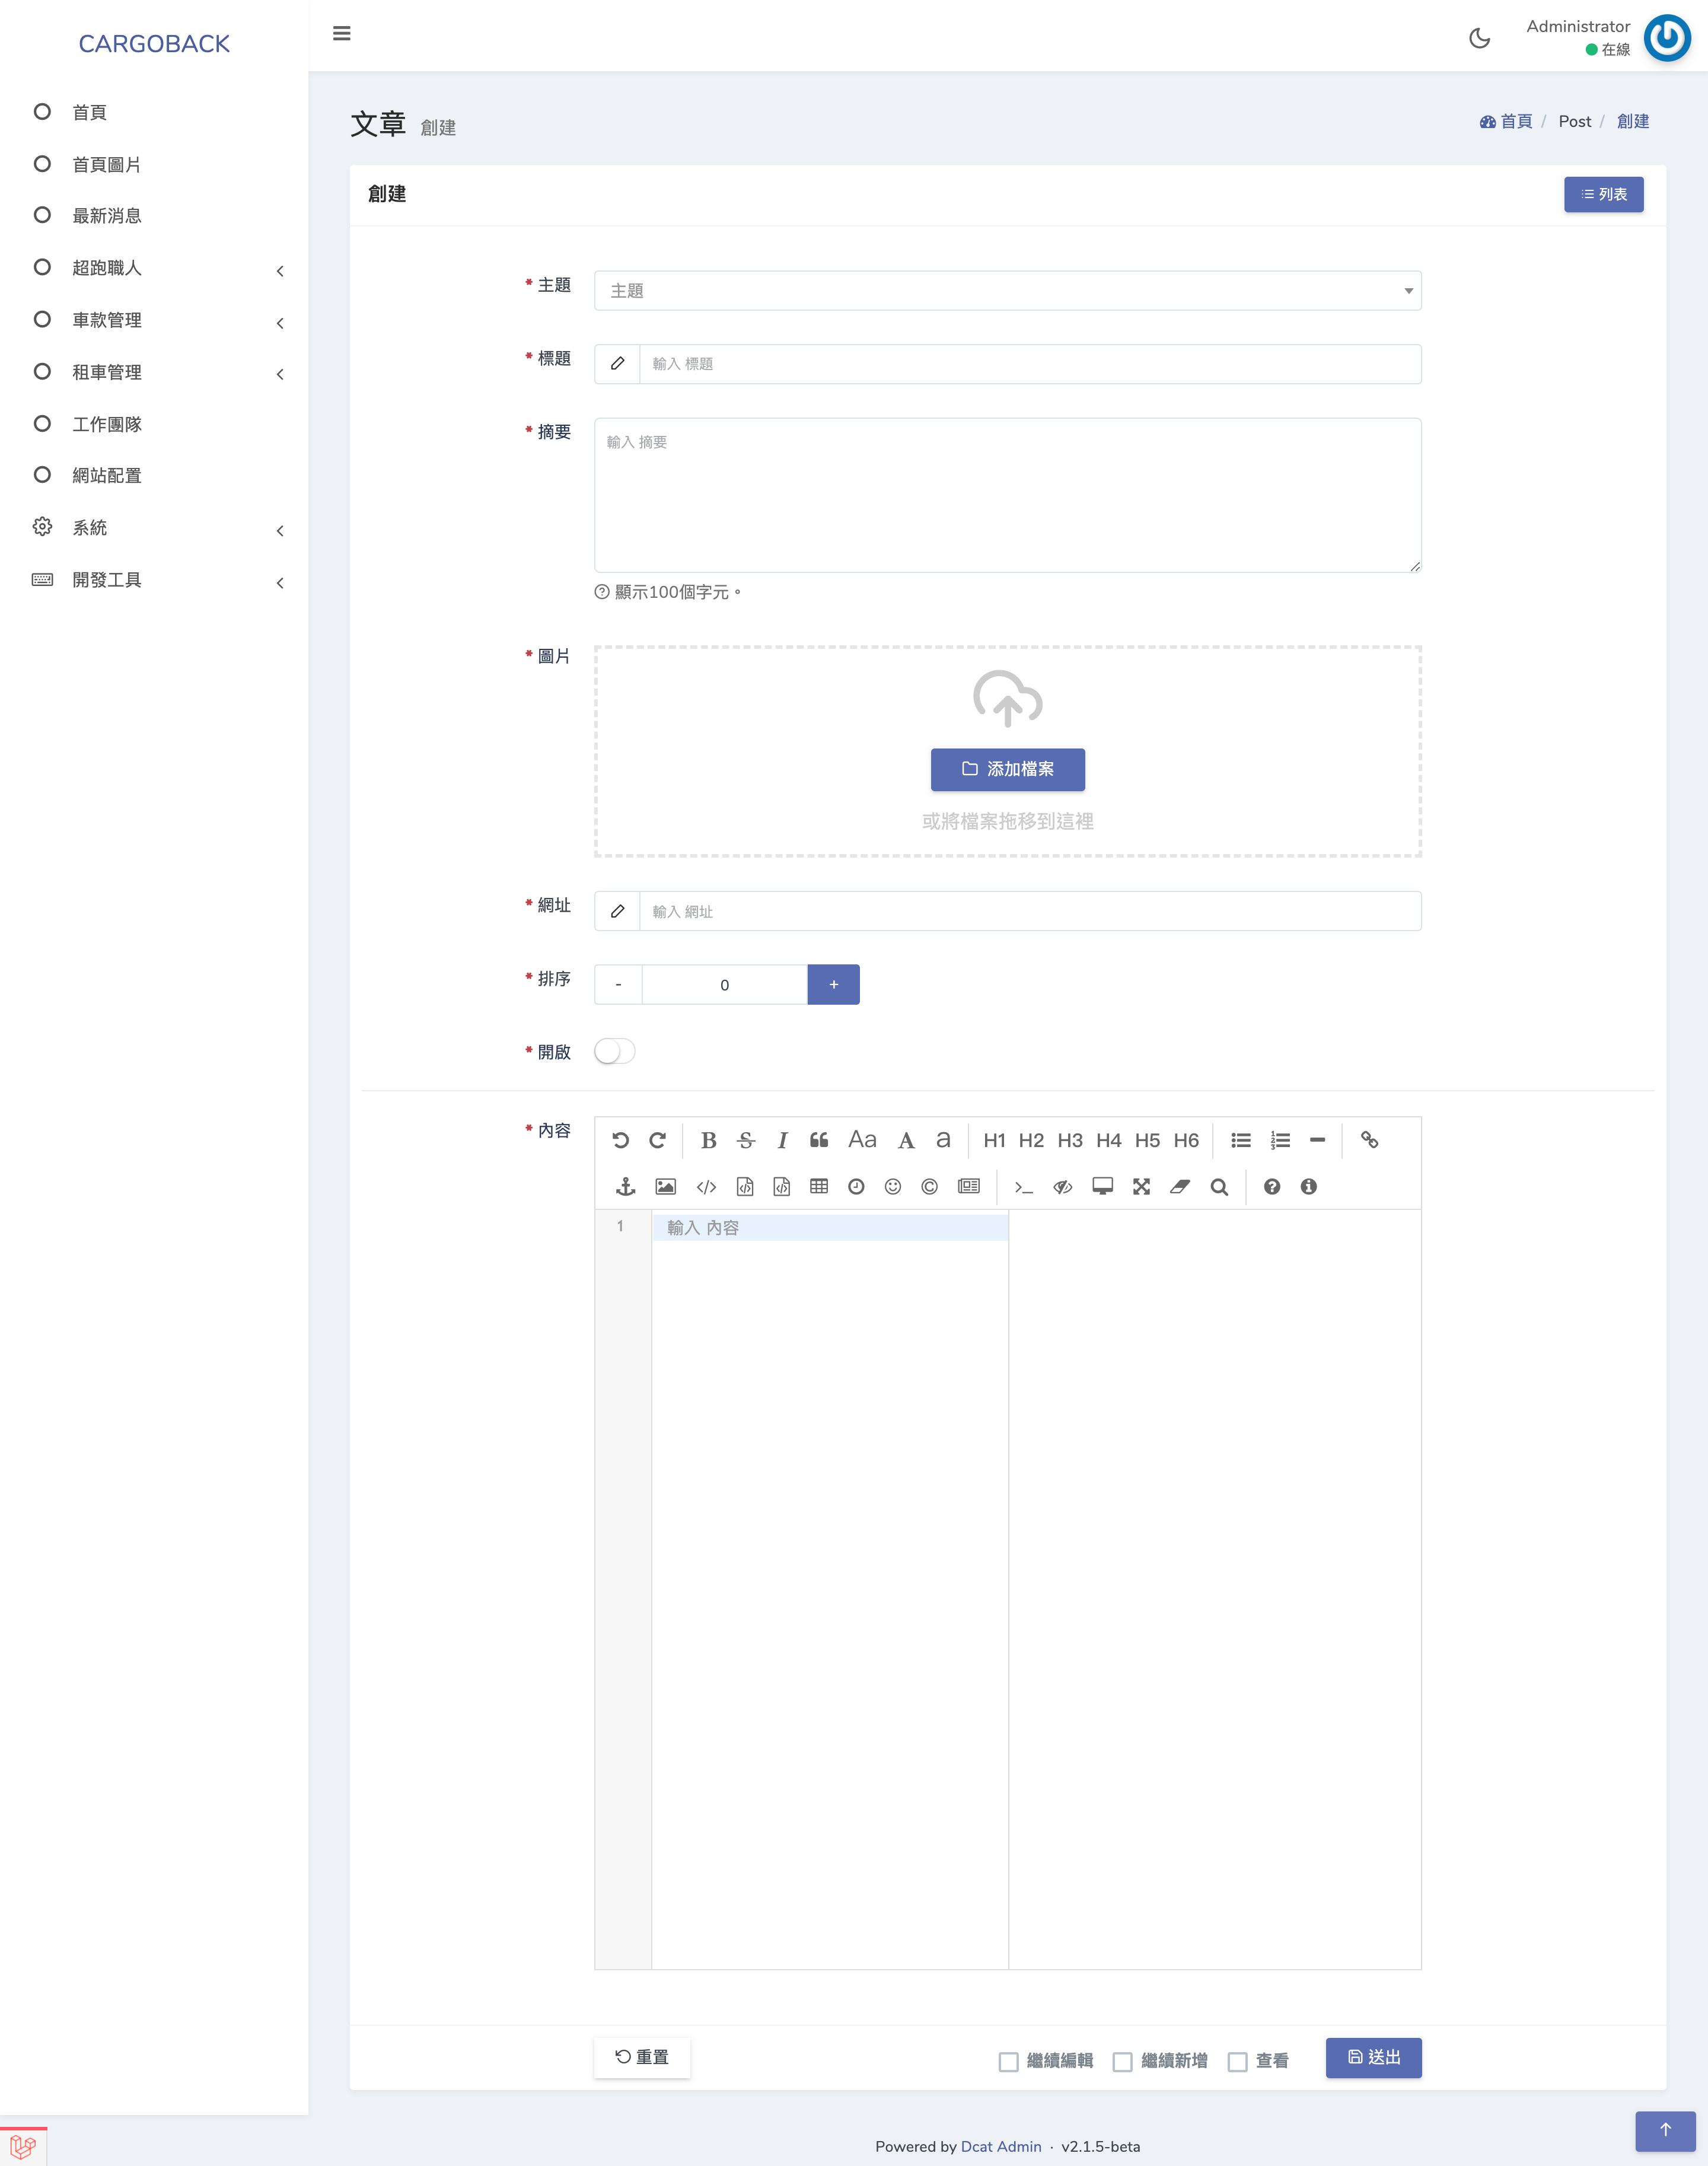 CARGOBACK
Administrator
在線
首頁
首頁圖片
最新消息
超跑職人
車款管理
租車管理
工作團隊
網站配置
系統
開發工具
文章 創建
首頁 / Post / 創建
創建
列表
* 主題
主題
* 標題
輸入 標題
* 摘要
輸入 摘要
顯示100個字元。
* 圖片
添加檔案
或將檔案拖移到這裡
* 網址
輸入 網址
* 排序
- 0 +
* 開啟
* 內容
B S I Aa A a H1 H2 H3 H4 H5 H6
1 輸入 內容
重置
繼續編輯 繼續新增 查看
送出
Powered by Dcat Admin · v2.1.5-beta